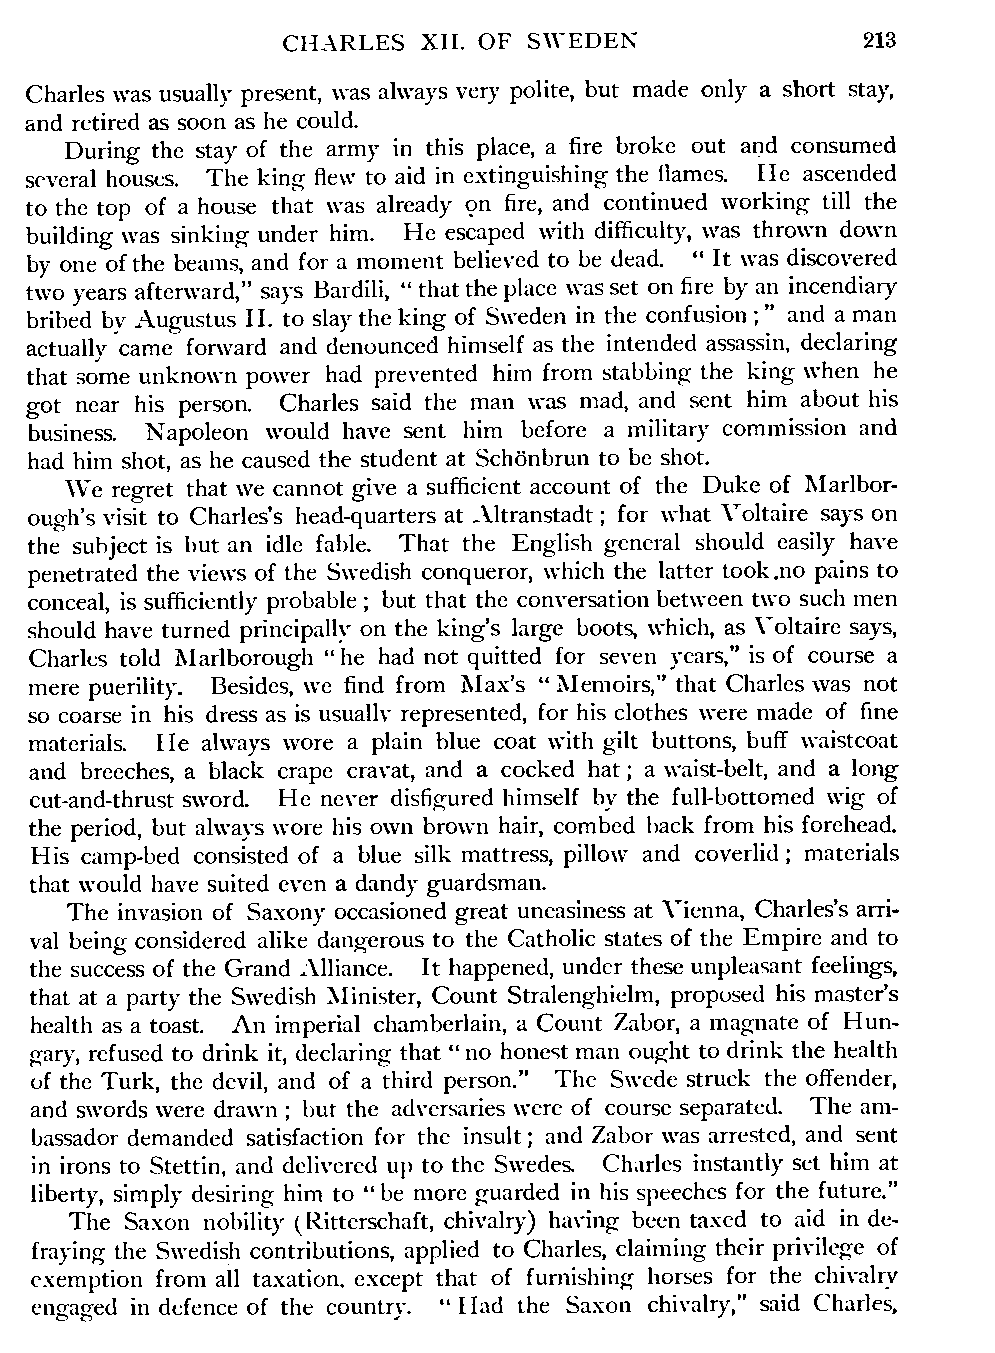 CHARLES XII. OF SWEDEN 213
Charles was usually present, was always very polite, but made only a short stay,
and retired as soon as he could.
During the stay of the army in this place, a fire broke out and consumed
several houses. The king flew to aid in extinguishing the flames. He ascended
to the top of a house that was already on fire, and continued working till the
building was sinking under him. He escaped with difficulty, was thrown down
by one of the beams, and for a moment believed to be dead. “ It was discovered
two years afterward,” says Bardili, “ that the place was set on fire by an incendiary
bribed by Augustus II. to slay the king of Sweden in the confusion ; ” and a man
actually came forward and denounced himself as the intended assassin, declaring
that some unknown power had prevented him from stabbing the king when he
got near his person. Charles said the man was mad, and sent him about his
business. Napoleon would have sent him before a military commission and
had him shot, as he caused the student at Schönbrun to be shot.
We regret that we cannot give a sufficient account of the Duke of Marlbor-
ough’s visit to Charles’s head-quarters at Altranstadt ; for what Voltaire says on
the subject is but an idle fable. That the English general should easily have
penetrated the views of the Swedish conqueror, which the latter took no pains to
conceal, is sufficiently probable ; but that the conversation between two such men
should have turned principally on the king’s large boots, which, as Voltaire says,
Charles told Marlborough “ he had not quitted for seven years,” is of course a
mere puerility. Besides, we find from Max’s “ Memoirs,” that Charles was not
so coarse in his dress as is usually represented, for his clothes were made of fine
materials. He always wore a plain blue coat with gilt buttons, buff waistcoat
and breeches, a black crape cravat, and a cocked hat ; a waist-belt, and a long
cut-and-thrust sword. He never disfigured himself by the full-bottomed wig of
the period, but always wore his own brown hair, combed back from his forehead.
His camp-bed consisted of a blue silk mattress, pillow and coverlid ; materials
that would have suited even a dandy guardsman.
The invasion of Saxony occasioned great uneasiness at Vienna, Charles’s arri-
val being considered alike dangerous to the Catholic states of the Empire and to
the success of the Grand Alliance. It happened, under these unpleasant feelings,
that at a party the Swedish Minister, Count Stralenghielm, proposed his master’s
health as a toast. An imperial chamberlain, a Count Zabor, a magnate of Hun-
gary, refused to drink it, declaring that “ no honest man ought to drink the health
of the Turk, the devil, and of a third person.” The Swede struck the offender,
and swords were drawn ; but the adversaries were of course separated. The am-
bassador demanded satisfaction for the insult ; and Zabor was arrested, and sent
in irons to Stettin, and delivered up to the Swedes. Charles instantly set him at
liberty, simply desiring him to “ be more guarded in his speeches for the future.”
The Saxon nobility (Ritterschaft, chivalry) having been taxed to aid in de-
fraying the Swedish contributions, applied to Charles, claiming their privilege of
exemption from all taxation, except that of furnishing horses for the chivalry
engaged in defence of the country. “ Had the Saxon chivalry,” said Charles,